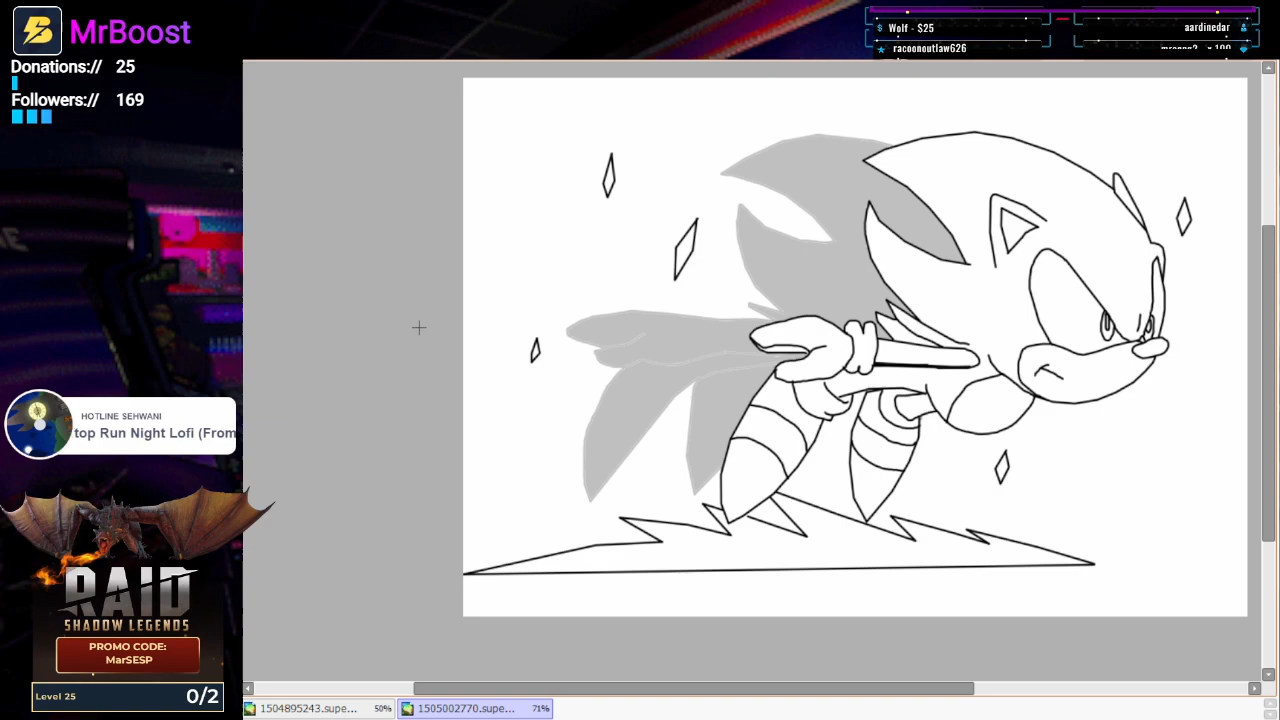 MrBoost
Donations:// 25
Followers:// 169
Wolf - $25
racoonoutlaw626
aardinedar
HOTLINE SEHWANI
top Run Night Lofi (From
RAID
SHADOW LEGENDS
PROMO CODE:
MarSESP
Level 25
0/2
1504895243.supe... 50%
1505002770.supe... 71%